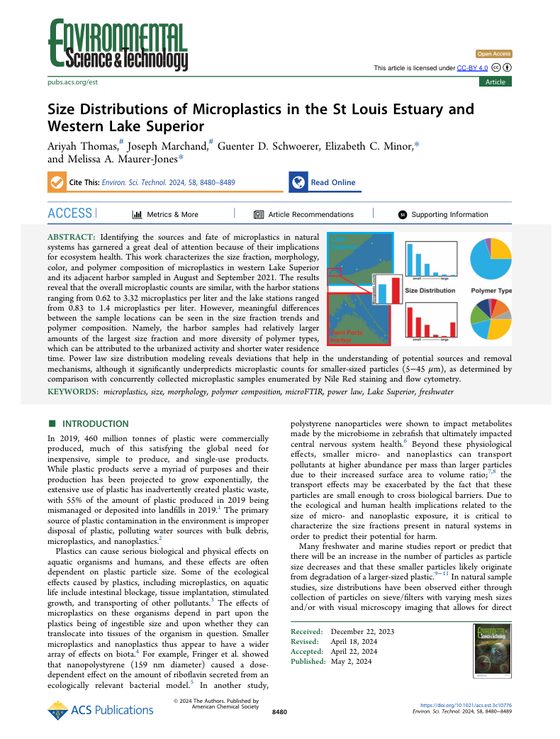 ENVIRONMENTAL
Science & Technology
pubs.acs.org/est
Open Access
This article is licensed under CC-BY 4.0
Article
Size Distributions of Microplastics in the St Louis Estuary and
Western Lake Superior
Ariyah Thomas,# Joseph Marchand,# Guenter D. Schwoerer, Elizabeth C. Minor,*
and Melissa A. Maurer-Jones*
Cite This: Environ. Sci. Technol. 2024, 58, 8480–8489
Read Online
ACCESS
Metrics & More
Article Recommendations
Supporting Information
ABSTRACT: Identifying the sources and fate of microplastics in natural
systems has garnered a great deal of attention because of their implications
for ecosystem health. This work characterizes the size fraction, morphology,
color, and polymer composition of microplastics in western Lake Superior
and its adjacent harbor sampled in August and September 2021. The results
reveal that the overall microplastic counts are similar, with the harbor stations
ranging from 0.62 to 3.32 microplastics per liter and the lake stations ranged
from 0.83 to 1.4 microplastics per liter. However, meaningful differences
between the sample locations can be seen in the size fraction trends and
polymer composition. Namely, the harbor samples had relatively larger
amounts of the largest size fraction and more diversity of polymer types,
which can be attributed to the urbanized activity and shorter water residence
time. Power law size distribution modeling reveals deviations that help in the understanding of potential sources and removal
mechanisms, although it significantly underpredicts microplastic counts for smaller-sized particles (5−45 μm), as determined by
comparison with concurrently collected microplastic samples enumerated by Nile Red staining and flow cytometry.
Size Distribution
Polymer Type
KEYWORDS: microplastics, size, morphology, polymer composition, microFTIR, power law, Lake Superior, freshwater
INTRODUCTION
In 2019, 460 million tonnes of plastic were commercially
produced, much of this satisfying the global need for
inexpensive, simple to produce, and single-use products.
While plastic products serve a myriad of purposes and their
production has been projected to grow exponentially, the
extensive use of plastic has inadvertently created plastic waste,
with 55% of the amount of plastic produced in 2019 being
mismanaged or deposited into landfills in 2019.1 The primary
source of plastic contamination in the environment is improper
disposal of plastic, polluting water sources with bulk debris,
microplastics, and nanoplastics.2
Plastics can cause serious biological and physical effects on
aquatic organisms and humans, and these effects are often
dependent on plastic particle size. Some of the ecological
effects caused by plastics, including microplastics, on aquatic
life include intestinal blockage, tissue implantation, stimulated
growth, and transporting of other pollutants.3 The effects of
microplastics on these organisms depend in part upon the
plastics being of ingestible size and upon whether they can
translocate into tissues of the organism in question. Smaller
microplastics and nanoplastics thus appear to have a wider
array of effects on biota.4 For example, Fringer et al. showed
that nanopolystyrene (159 nm diameter) caused a dose-
dependent effect on the amount of riboflavin secreted from an
ecologically relevant bacterial model.5 In another study,
polystyrene nanoparticles were shown to impact metabolites
made by the microbiome in zebrafish that ultimately impacted
central nervous system health.6 Beyond these physiological
effects, smaller micro- and nanoplastics can transport
pollutants at higher abundance per mass than larger particles
due to their increased surface area to volume ratio;7,8 the
transport effects may be exacerbated by the fact that these
particles are small enough to cross biological barriers. Due to
the ecological and human health implications related to the
size of micro- and nanoplastic exposure, it is critical to
characterize the size fractions present in natural systems in
order to predict their potential for harm.
Many freshwater and marine studies report or predict that
there will be an increase in the number of particles as particle
size decreases and that these smaller particles likely originate
from degradation of a larger-sized plastic.9−11 In natural sample
studies, size distributions have been observed either through
collection of particles on sieve/filters with varying mesh sizes
and/or with visual microscopy imaging that allows for direct
Received: December 22, 2023
Revised: April 18, 2024
Accepted: April 22, 2024
Published: May 2, 2024
ACS Publications
© 2024 The Authors. Published by
American Chemical Society
8480
https://doi.org/10.1021/acs.est.3c10776
Environ. Sci. Technol. 2024, 58, 8480−8489